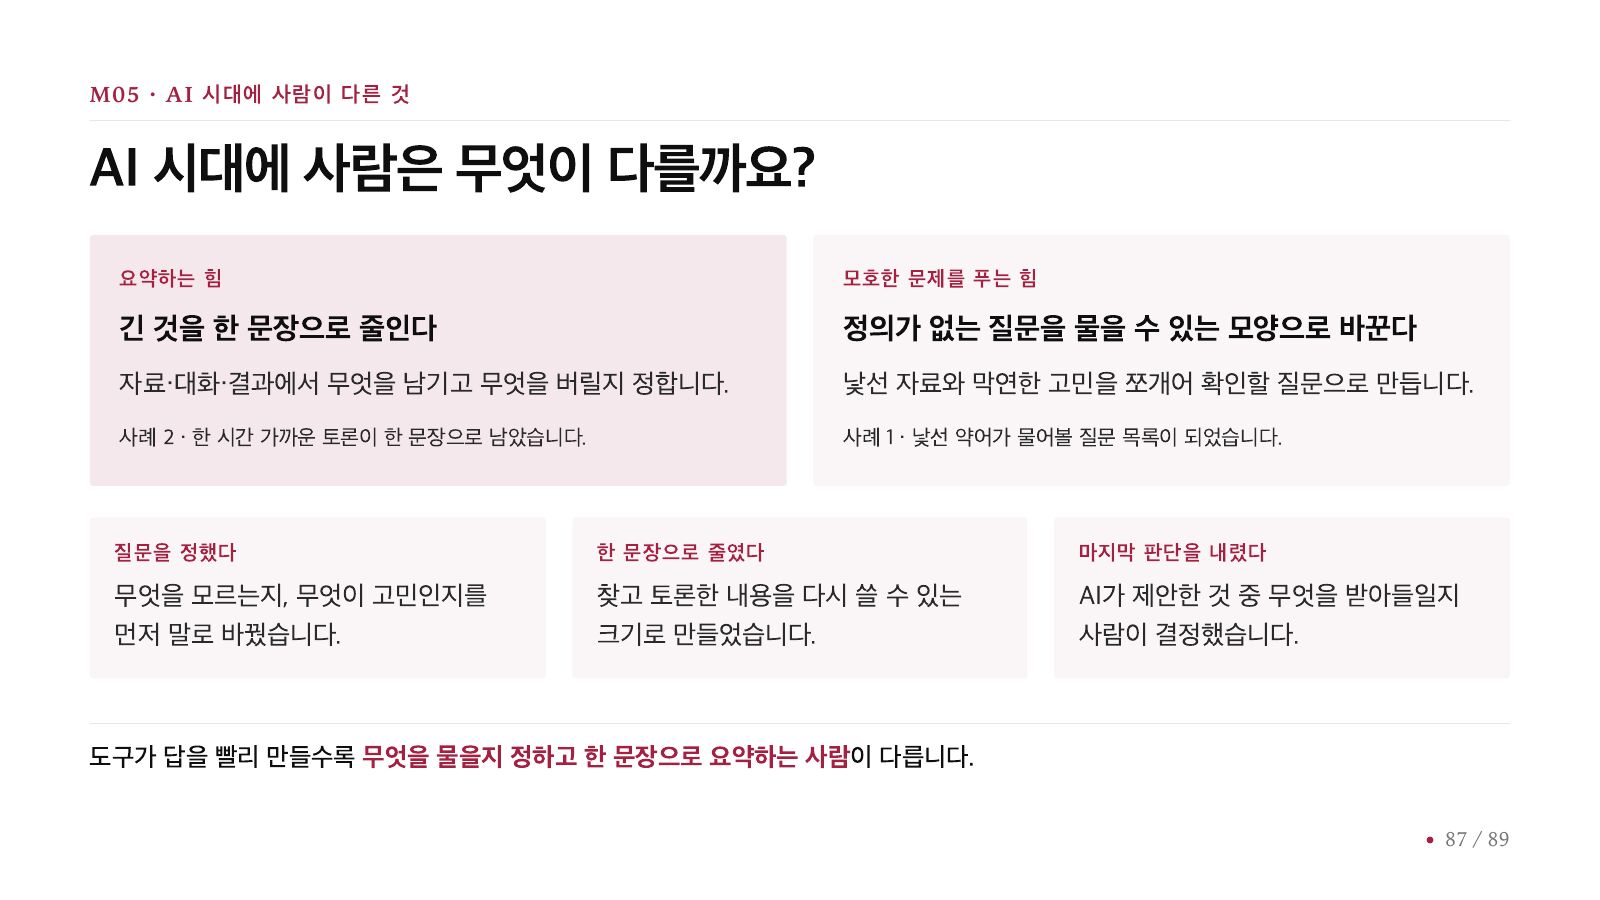 M05 · AI 시대에 사람이 다른 것
AI 시대에 사람은 무엇이 다를까요?
요약하는 힘
긴 것을 한 문장으로 줄인다
자료·대화·결과에서 무엇을 남기고 무엇을 버릴지 정합니다.
사례 2 · 한 시간 가까운 토론이 한 문장으로 남았습니다.
모호한 문제를 푸는 힘
정의가 없는 질문을 물을 수 있는 모양으로 바꾼다
낯선 자료와 막연한 고민을 쪼개어 확인할 질문으로 만듭니다.
사례 1 · 낯선 약어가 물어볼 질문 목록이 되었습니다.
질문을 정했다
무엇을 모르는지, 무엇이 고민인지를
먼저 말로 바꿨습니다.
한 문장으로 줄였다
찾고 토론한 내용을 다시 쓸 수 있는
크기로 만들었습니다.
마지막 판단을 내렸다
AI가 제안한 것 중 무엇을 받아들일지
사람이 결정했습니다.
도구가 답을 빨리 만들수록 무엇을 물을지 정하고 한 문장으로 요약하는 사람이 다릅니다.
• 87 / 89